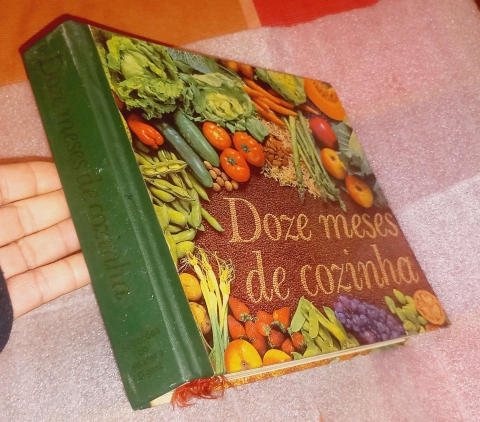 Doze meses
de cozinha
Doze meses de cozinha